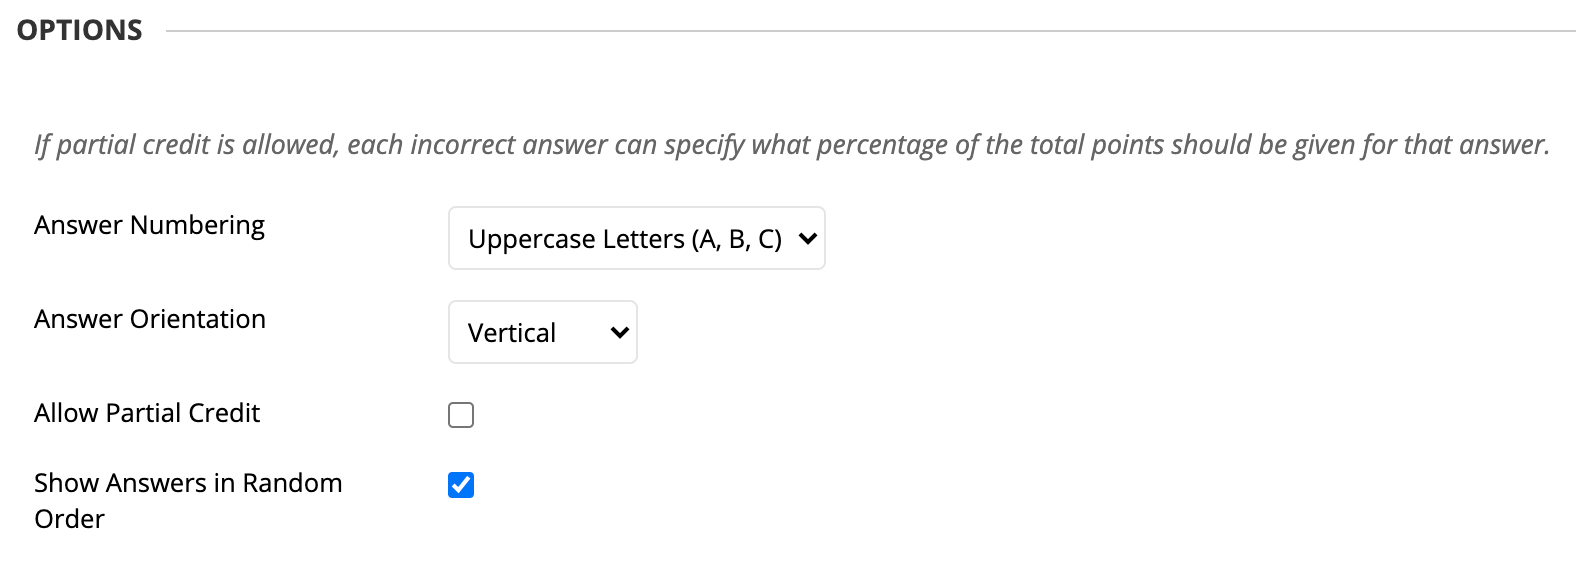 OPTIONS
If partial credit is allowed, each incorrect answer can specify what percentage of the total points should be given for that answer.
Answer Numbering
Uppercase Letters (A, B, C)
Answer Orientation
Vertical
Allow Partial Credit
Show Answers in Random
Order